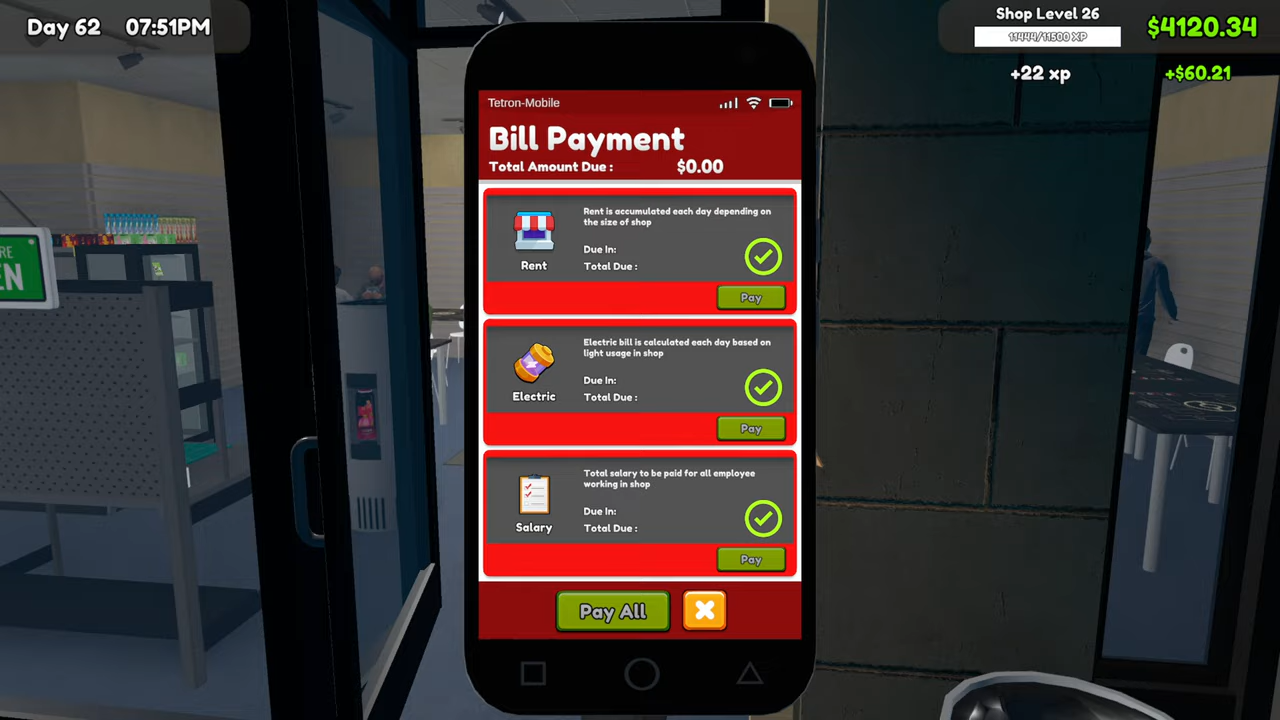 Day 62 07:51PM
Shop Level 26
$4120.34
11444/11500 XP
+22 xp
+$60.21
RE
EN
Tetron-Mobile
Bill Payment
Total Amount Due : $0.00
Rent is accumulated each day depending on
the size of shop
Due In:
Total Due :
Rent
Pay
Electric bill is calculated each day based on
light usage in shop
Due In:
Total Due :
Electric
Pay
Total salary to be paid for all employee
working in shop
Due In:
Total Due :
Salary
Pay
Pay All